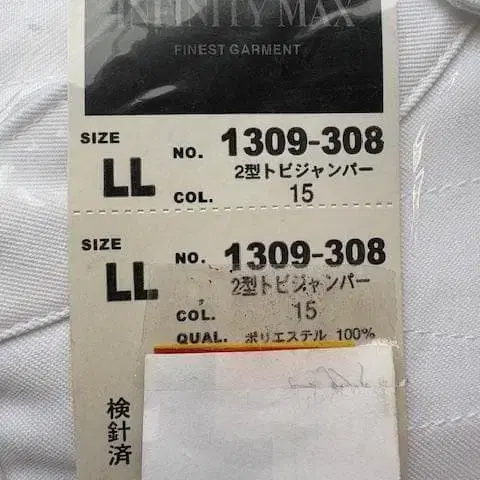 INFINITY MAX
FINEST GARMENT
SIZE
LL
NO. 1309-308
2型トビジャンパー
COL. 15
SIZE
LL
NO. 1309-308
2型トビジャンパー
COL. 15
QUAL. ポリエステル 100%
検針済